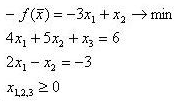 − f(x̅) = −3x₁ + x₂ → min
4x₁ + 5x₂ + x₃ = 6
2x₁ − x₂ = −3
x₁,₂,₃ ≥ 0